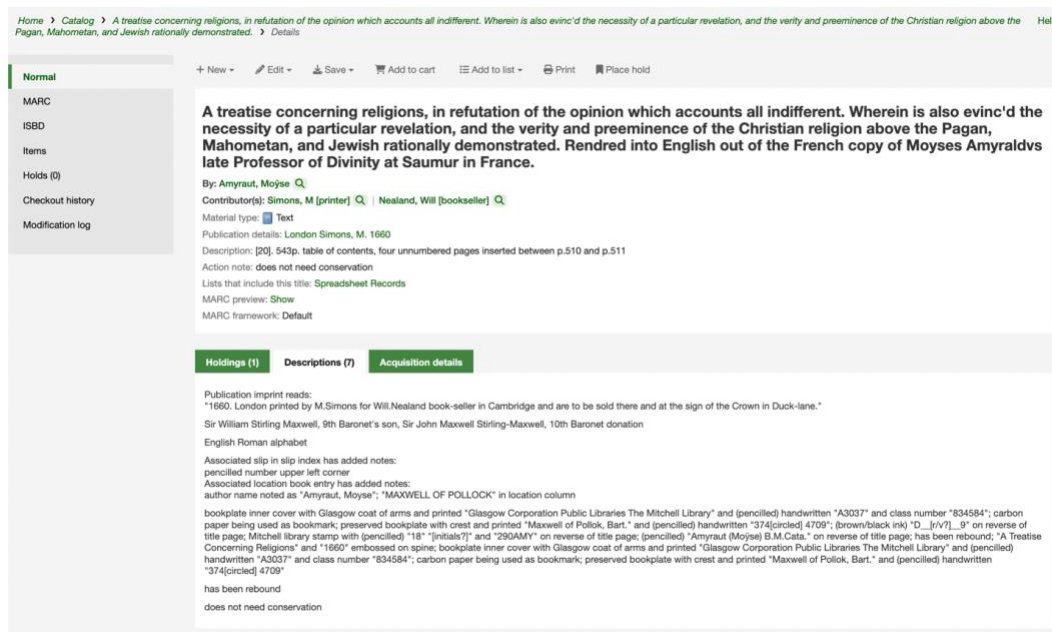 Home > Catalog > A treatise concerning religions, in refutation of the opinion which accounts all indifferent. Wherein is also evinc'd the necessity of a particular revelation, and the verity and preeminence of the Christian religion above the
Pagan, Mahometan, and Jewish rationally demonstrated. > Details
Hel
Normal
MARC
ISBD
Items
Holds (0)
Checkout history
Modification log
+ New Edit Save Add to cart Add to list Print Place hold
A treatise concerning religions, in refutation of the opinion which accounts all indifferent. Wherein is also evinc'd the
necessity of a particular revelation, and the verity and preeminence of the Christian religion above the Pagan,
Mahometan, and Jewish rationally demonstrated. Rendred into English out of the French copy of Moyses Amyraldvs
late Professor of Divinity at Saumur in France.
By: Amyraut, Moÿse
Contributor(s): Simons, M [printer] | Nealand, Will [bookseller]
Material type: Text
Publication details: London Simons, M. 1660
Description: [20]. 543p. table of contents, four unnumbered pages inserted between p.510 and p.511
Action note: does not need conservation
Lists that include this title: Spreadsheet Records
MARC preview: Show
MARC framework: Default
Holdings (1) Descriptions (7) Acquisition details
Publication imprint reads:
"1660. London printed by M.Simons for Will.Nealand book-seller in Cambridge and are to be sold there and at the sign of the Crown in Duck-lane."
Sir William Stirling Maxwell, 9th Baronet's son, Sir John Maxwell Stirling-Maxwell, 10th Baronet donation
English Roman alphabet
Associated slip in slip index has added notes:
pencilled number upper left corner
Associated location book entry has added notes:
author name noted as "Amyraut, Moyse"; "MAXWELL OF POLLOCK" in location column
bookplate inner cover with Glasgow coat of arms and printed "Glasgow Corporation Public Libraries The Mitchell Library" and (pencilled) handwritten "A3037" and class number "834584"; carbon
paper being used as bookmark; preserved bookplate with crest and printed "Maxwell of Pollok, Bart." and (pencilled) handwritten "374[circled] 4709"; (brown/black ink) "D__[r/v?]__9" on reverse of
title page; Mitchell library stamp with (pencilled) "18" "[initials?]" and "290AMY" on reverse of title page; (pencilled) "Amyraut (Moÿse) B.M.Cata." on reverse of title page; has been rebound; "A Treatise
Concerning Religions" and "1660" embossed on spine; bookplate inner cover with Glasgow coat of arms and printed "Glasgow Corporation Public Libraries The Mitchell Library" and (pencilled)
handwritten "A3037" and class number "834584"; carbon paper being used as bookmark; preserved bookplate with crest and printed "Maxwell of Pollok, Bart." and (pencilled) handwritten
"374[circled] 4709"
has been rebound
does not need conservation